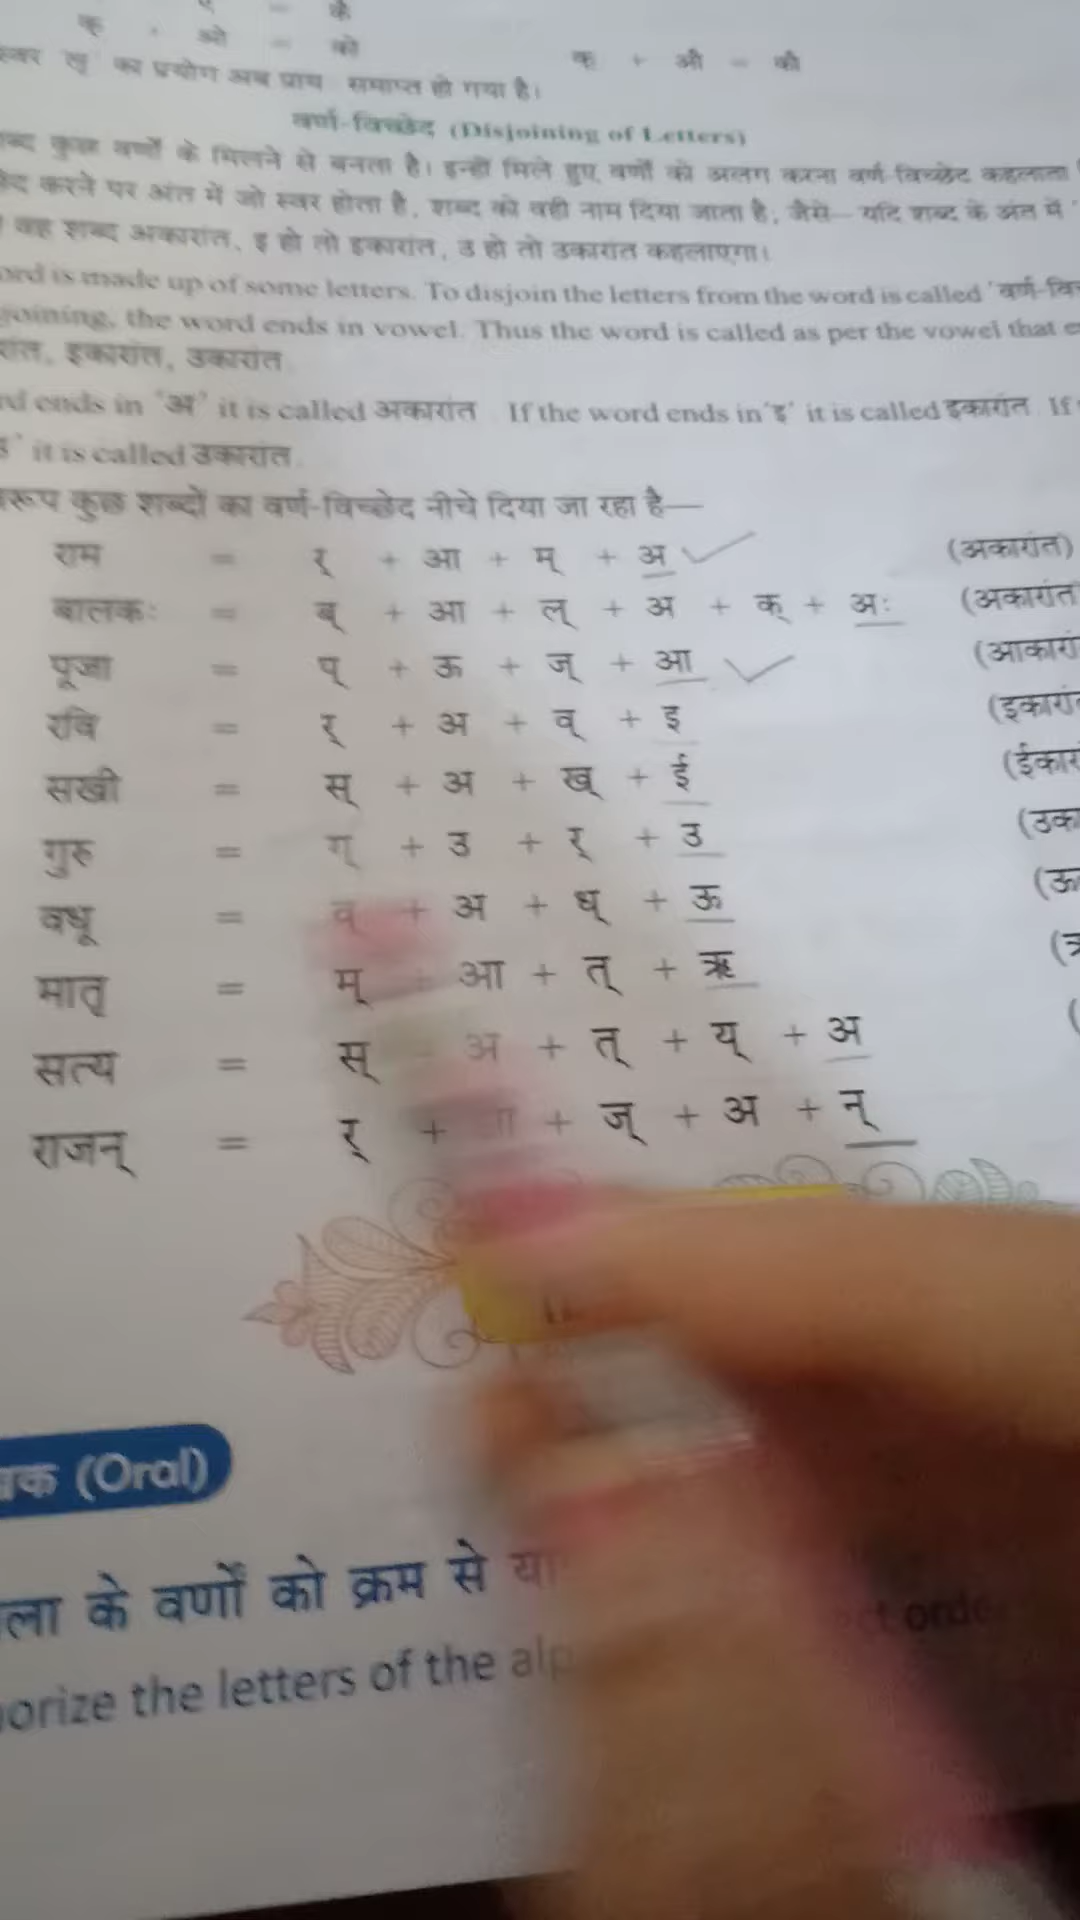 क् + ओ = को
क् + औ = कौ
स्वर लृ का प्रयोग अब प्राय समाप्त हो गया है।
वर्ण-विच्छेद (Disjoining of Letters)
कुछ वर्णों के मिलने से बनता है। इन्हीं मिले हुए वर्णों को अलग करना वर्ण-विच्छेद कहलाता
करने पर अंत में जो स्वर होता है, शब्द को वही नाम दिया जाता है; जैसे— यदि शब्द के अंत में '
वह शब्द अकारांत, इ हो तो इकारांत, उ हो तो उकारांत कहलाएगा।
ord is made up of some letters. To disjoin the letters from the word is called 'वर्ण-वि
joining, the word ends in vowel. Thus the word is called as per the vowel that e
रांत, इकारांत, उकारांत
rd ends in 'अ' it is called अकारांत If the word ends in 'इ' it is called इकारांत If
' it is called उकारांत
रूप कुछ शब्दों का वर्ण-विच्छेद नीचे दिया जा रहा है—
राम = र् + आ + म् + अ (अकारांत)
बालकः = ब् + आ + ल् + अ + क् + अः (अकारांत
पूजा = प् + ऊ + ज् + आ (आकारां
रवि = र् + अ + व् + इ (इकारांत
सखी = स् + अ + ख् + ई (ईकारा
गुरु = ग् + उ + र् + उ (उका
वधू = व् + अ + ध् + ऊ (ऊ
मातृ = म् + आ + त् + ऋ (ऋ
सत्य = स् अ + त् + य् + अ (
राजन् = र् + + ज् + अ + न्
क (Oral)
ला के वर्णों को क्रम से या
orize the letters of the alp ct orde